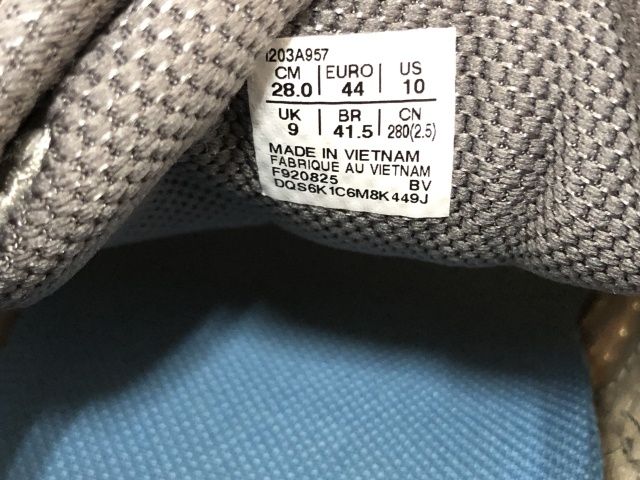 1203A957
CM | EURO | US
28.0 | 44 | 10
UK | BR | CN
9 | 41.5 | 280(2.5)
MADE IN VIETNAM
FABRIQUE AU VIETNAM
F920825 BV
DQS6K1C6M8K449J